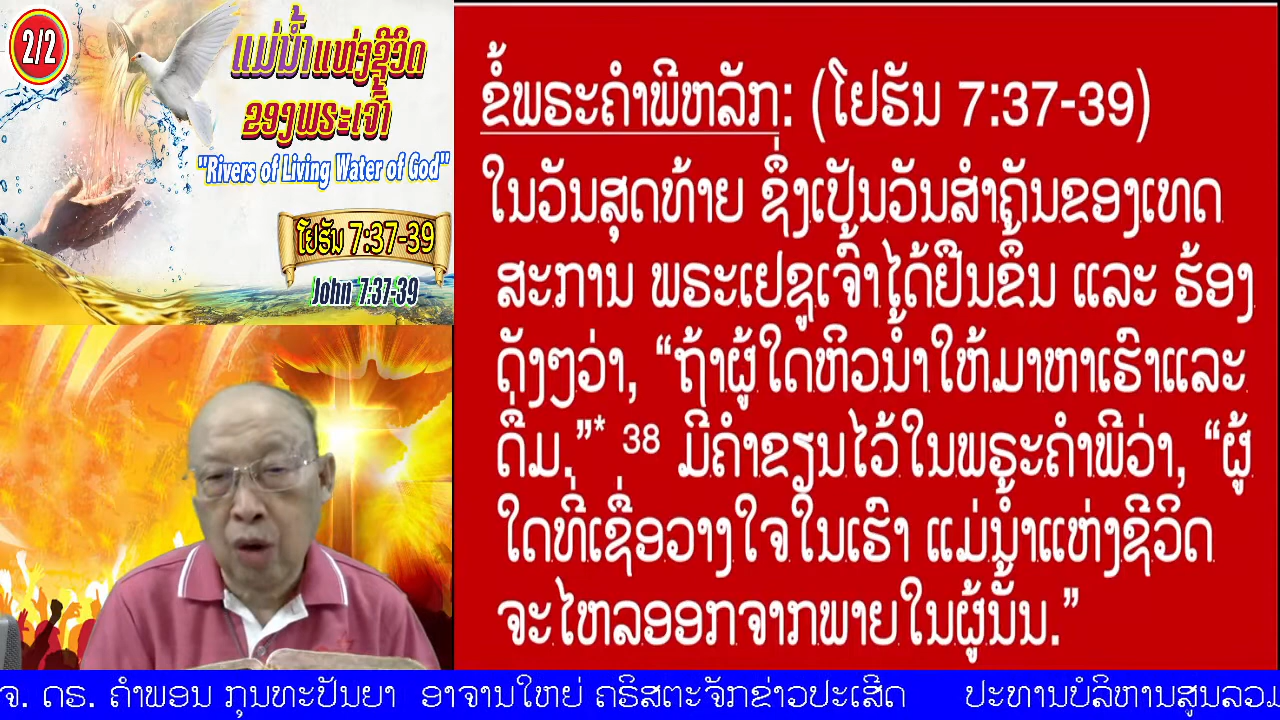 2/2
ແມ່ນ້ຳແຫ່ງຊີວິດ
ຂອງພຣະເຈົ້າ
"Rivers of Living Water of God"
ໂຢຮັນ 7:37-39
John 7:37-39
ຂໍ້ພຣະຄຳພີຫລັກ: (ໂຢຮັນ 7:37-39)
ໃນວັນສຸດທ້າຍ ຊຶ່ງເປັນວັນສຳຄັນຂອງເທດ
ສະການ ພຣະເຢຊູເຈົ້າໄດ້ຢືນຂຶ້ນ ແລະ ຮ້ອງ
ດັງໆວ່າ, “ຖ້າຜູ້ໃດຫິວນ້ຳໃຫ້ມາຫາເຮົາແລະ
ດື່ມ.”* 38 ມີຄຳຂຽນໄວ້ໃນພຣະຄຳພີວ່າ, “ຜູ້
ໃດທີ່ເຊື່ອວາງໃຈໃນເຮົາ ແມ່ນ້ຳແຫ່ງຊີວິດ
ຈະໄຫລອອກຈາກພາຍໃນຜູ້ນັ້ນ.”
ຈ. ດຣ. ຄຳພອນ ກຸນທະປັນຍາ ອາຈານໃຫຍ່ ຄຣິສຕະຈັກຂ່າວປະເສີດ ປະທານບໍລິຫານສູນລວມ